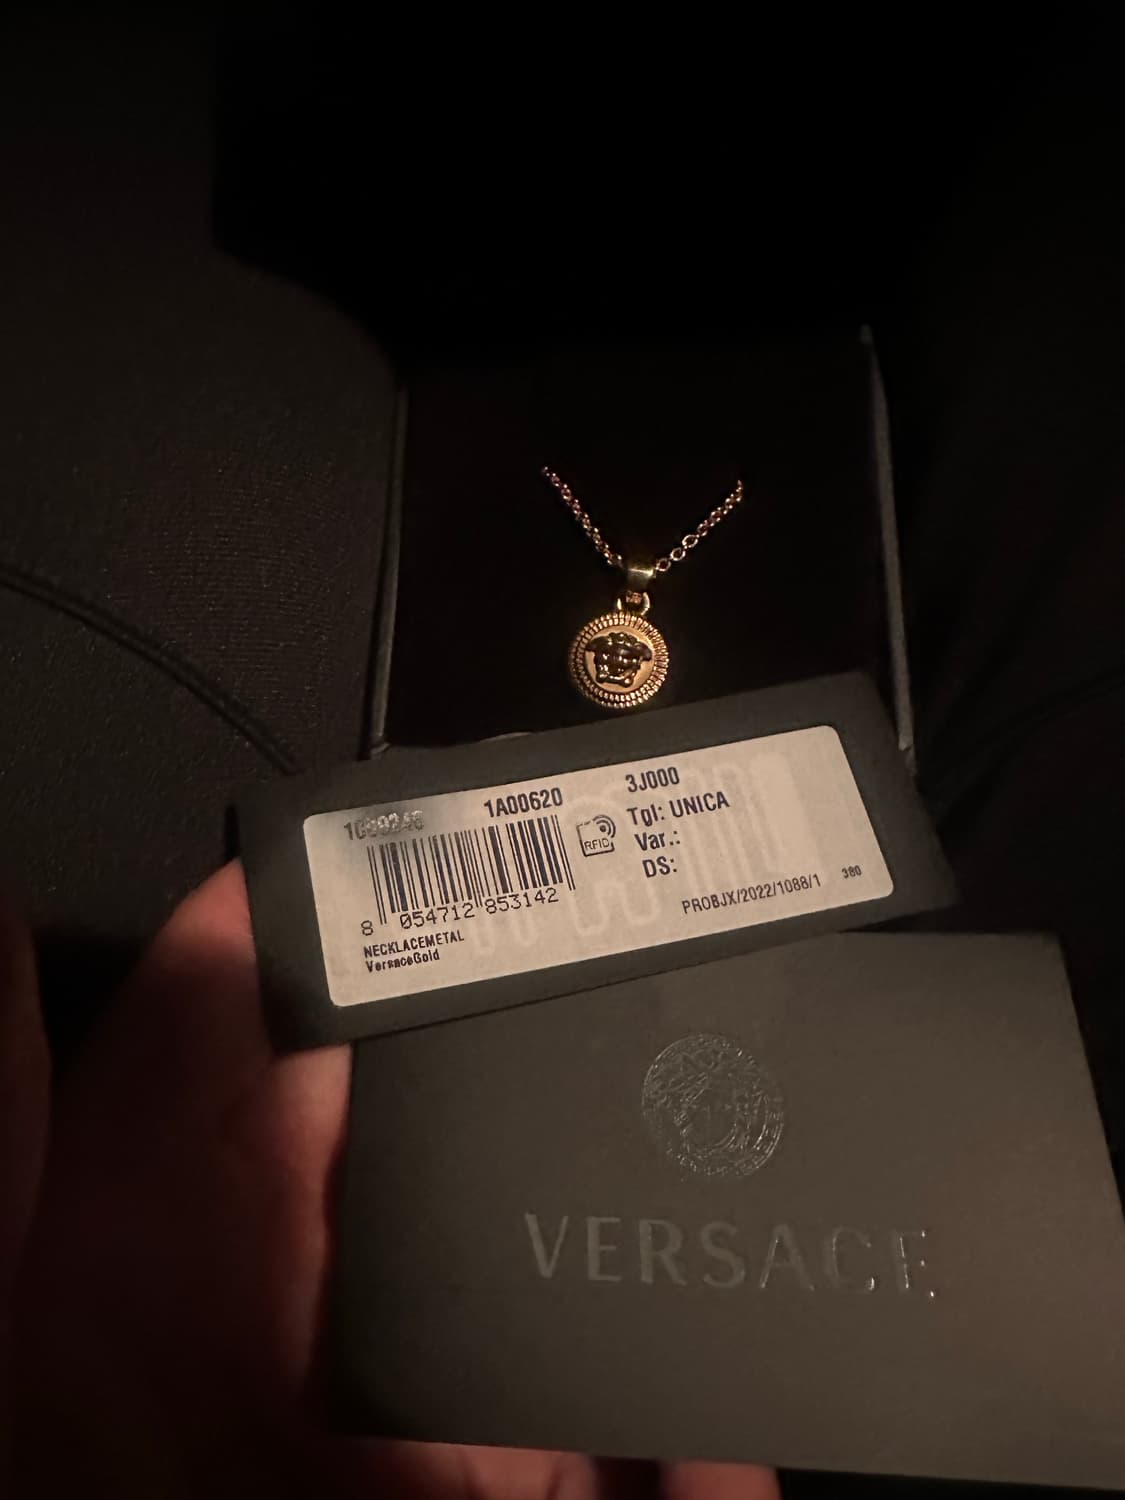 1A00620
3J000
RFID
Tgl: UNICA
Var.:
DS:
8 054712 853142
NECKLACEMETAL
VersaceGold
PROBJX/2022/1088/1
380
VERSACE